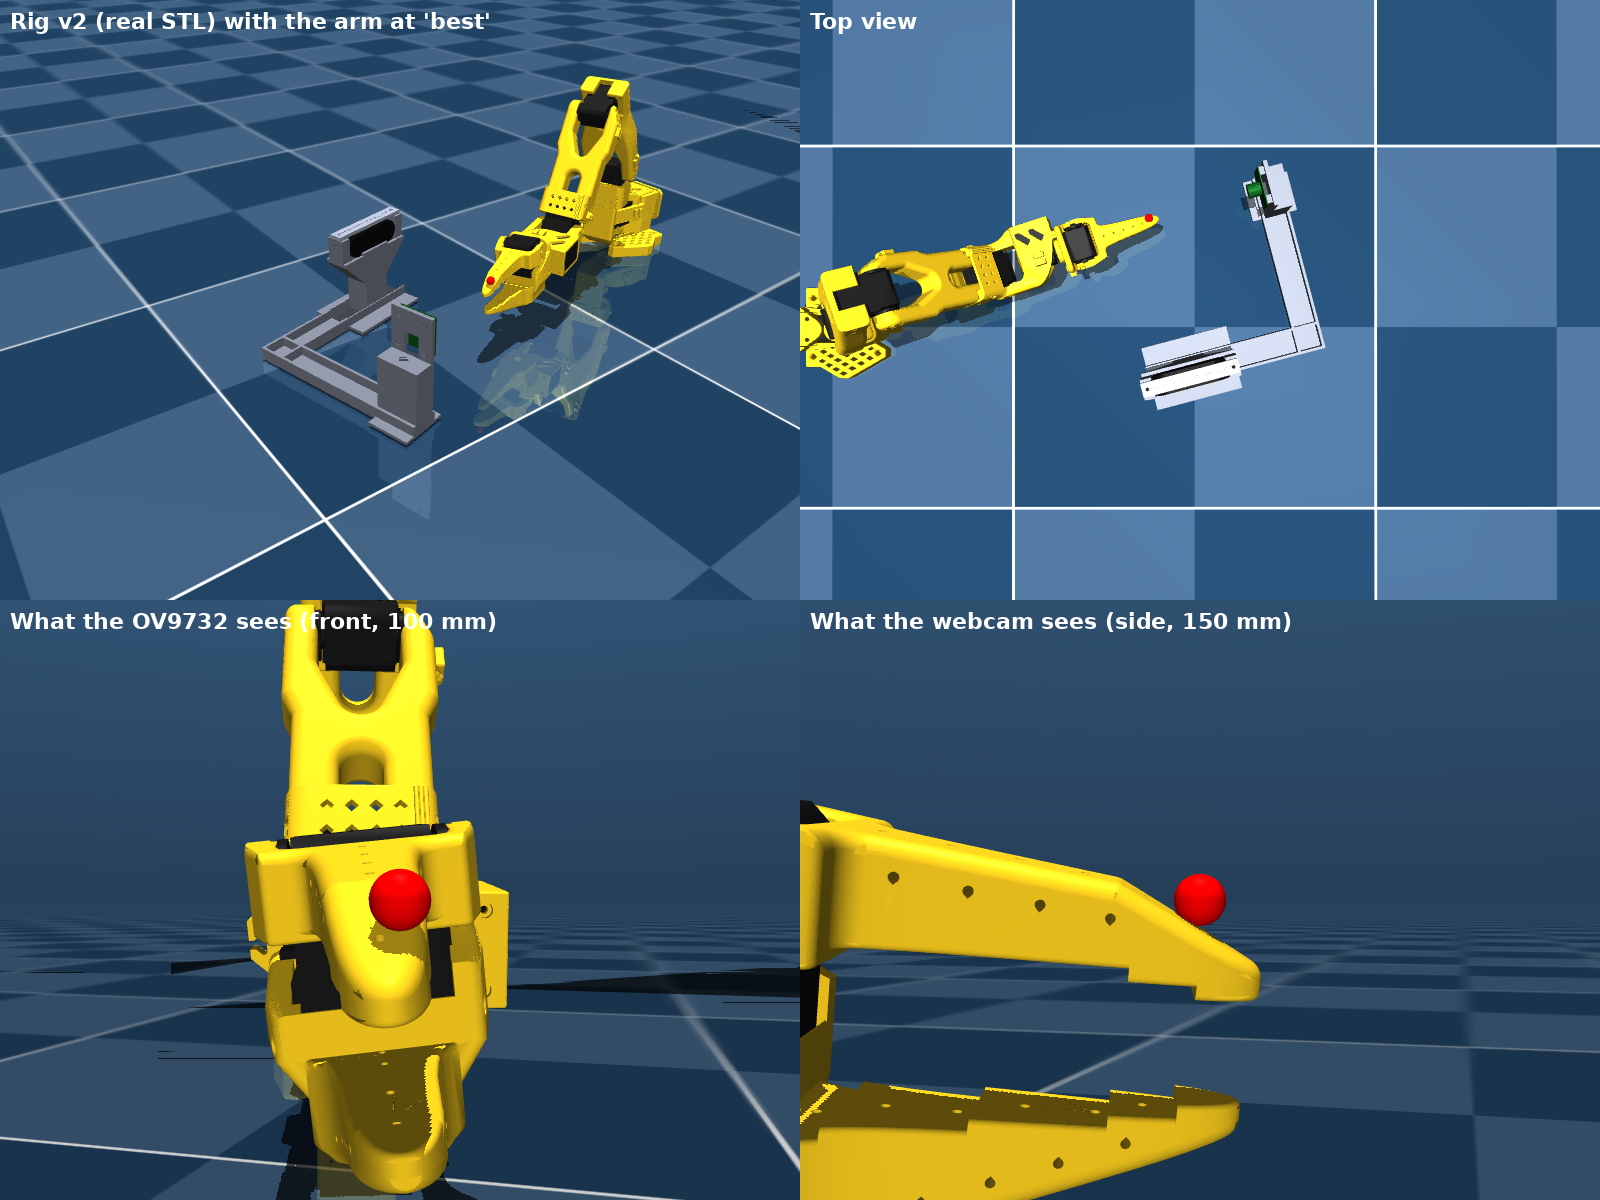 Rig v2 (real STL) with the arm at 'best'
Top view
What the OV9732 sees (front, 100 mm)
What the webcam sees (side, 150 mm)